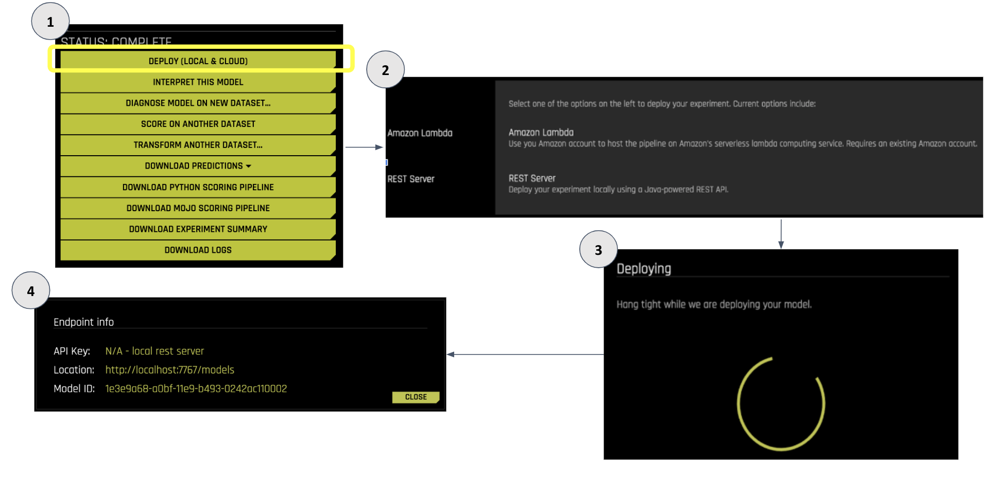 1
STATUS: COMPLETE
DEPLOY (LOCAL & CLOUD)
INTERPRET THIS MODEL
DIAGNOSE MODEL ON NEW DATASET...
SCORE ON ANOTHER DATASET
TRANSFORM ANOTHER DATASET...
DOWNLOAD PREDICTIONS
DOWNLOAD PYTHON SCORING PIPELINE
DOWNLOAD MOJO SCORING PIPELINE
DOWNLOAD EXPERIMENT SUMMARY
DOWNLOAD LOGS
2
Select one of the options on the left to deploy your experiment. Current options include:
Amazon Lambda
Amazon Lambda
Use you Amazon account to host the pipeline on Amazon's serverless lambda computing service. Requires an existing Amazon account.
REST Server
REST Server
Deploy your experiment locally using a Java-powered REST API.
3
Deploying
Hang tight while we are deploying your model.
4
Endpoint info
API Key: N/A - local rest server
Location: http://localhost:7767/models
Model ID: 1e3e9a68-a0bf-11e9-b493-0242ac110002
CLOSE